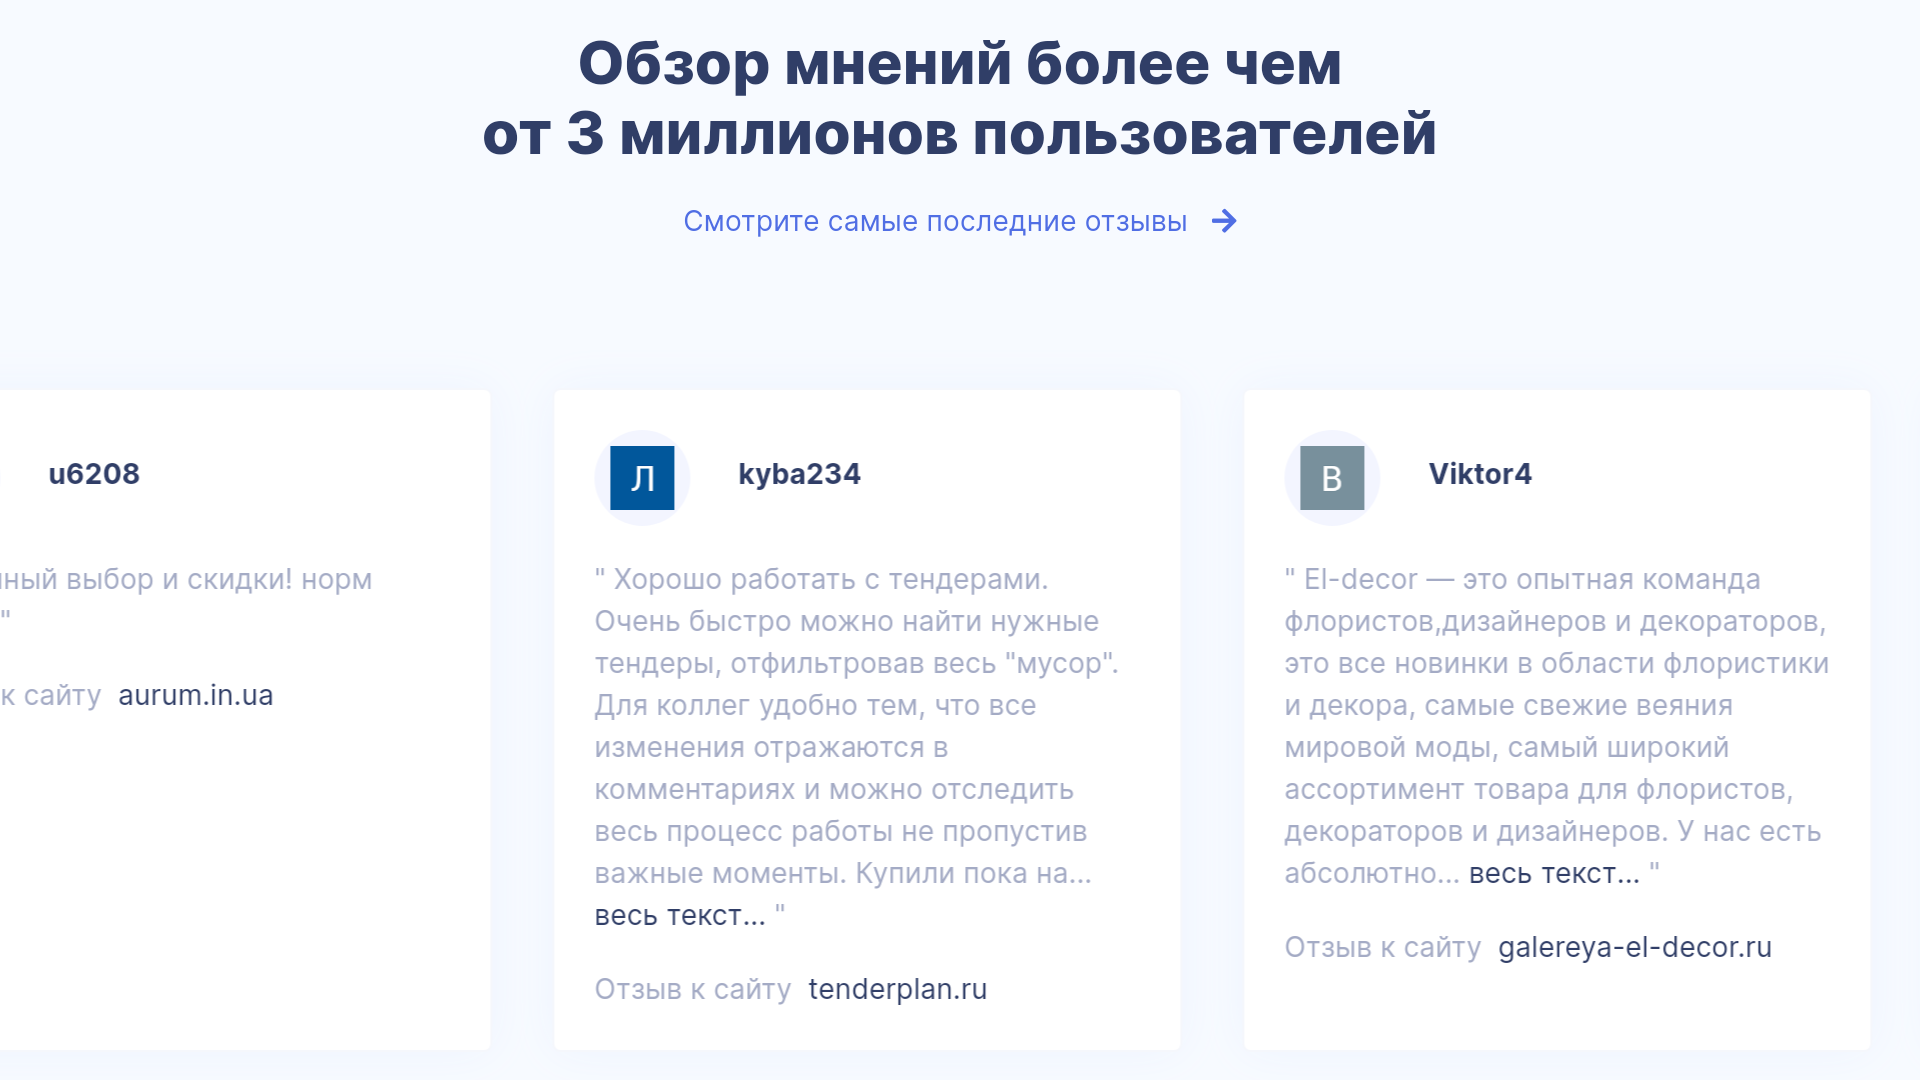 Обзор мнений более чем
от 3 миллионов пользователей
Смотрите самые последние отзывы
u6208
выбор и скидки! норм
"
к сайту aurum.in.ua
Л
kyba234
" Хорошо работать с тендерами.
Очень быстро можно найти нужные
тендеры, отфильтровав весь "мусор".
Для коллег удобно тем, что все
изменения отражаются в
комментариях и можно отследить
весь процесс работы не пропустив
важные моменты. Купили пока на...
весь текст... "
Отзыв к сайту tenderplan.ru
В
Viktor4
" El-decor — это опытная команда
флористов,дизайнеров и декораторов,
это все новинки в области флористики
и декора, самые свежие веяния
мировой моды, самый широкий
ассортимент товара для флористов,
декораторов и дизайнеров. У нас есть
абсолютно... весь текст... "
Отзыв к сайту galereya-el-decor.ru